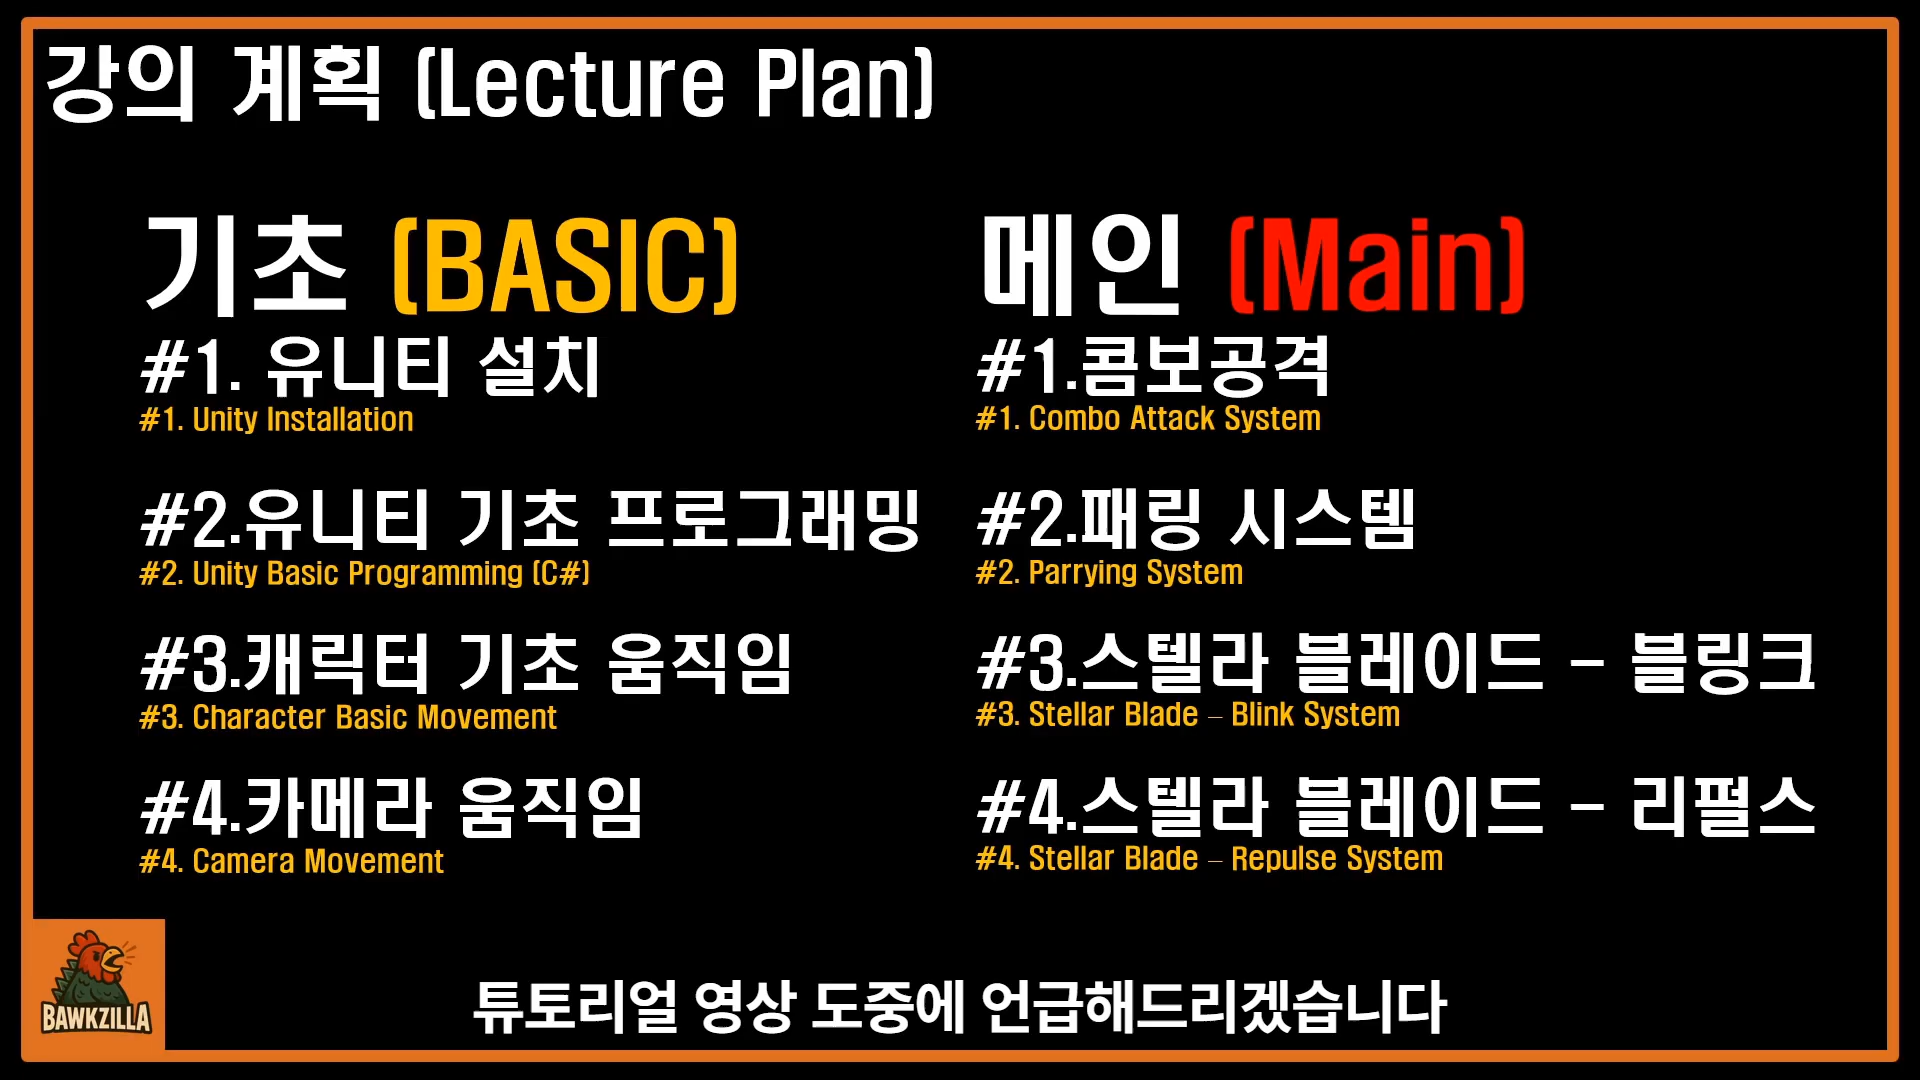 강의 계획 (Lecture Plan)
기초 (BASIC)
#1. 유니티 설치
#1. Unity Installation
#2.유니티 기초 프로그래밍
#2. Unity Basic Programming (C#)
#3.캐릭터 기초 움직임
#3. Character Basic Movement
#4.카메라 움직임
#4. Camera Movement
메인 (Main)
#1.콤보공격
#1. Combo Attack System
#2.패링 시스템
#2. Parrying System
#3.스텔라 블레이드 - 블링크
#3. Stellar Blade – Blink System
#4.스텔라 블레이드 - 리펄스
#4. Stellar Blade – Repulse System
BAWKZILLA
튜토리얼 영상 도중에 언급해드리겠습니다